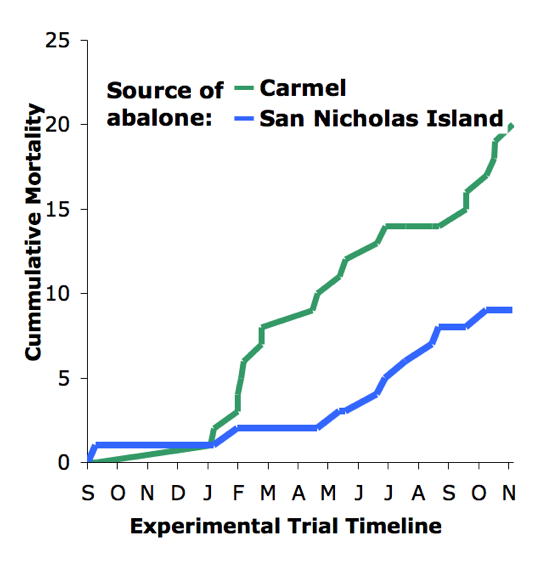 25
Source of
abalone:
Carmel
San Nicholas Island
20
15
10
5
0
Cummulative Mortality
S O N D J F M A M J J A S O N
Experimental Trial Timeline